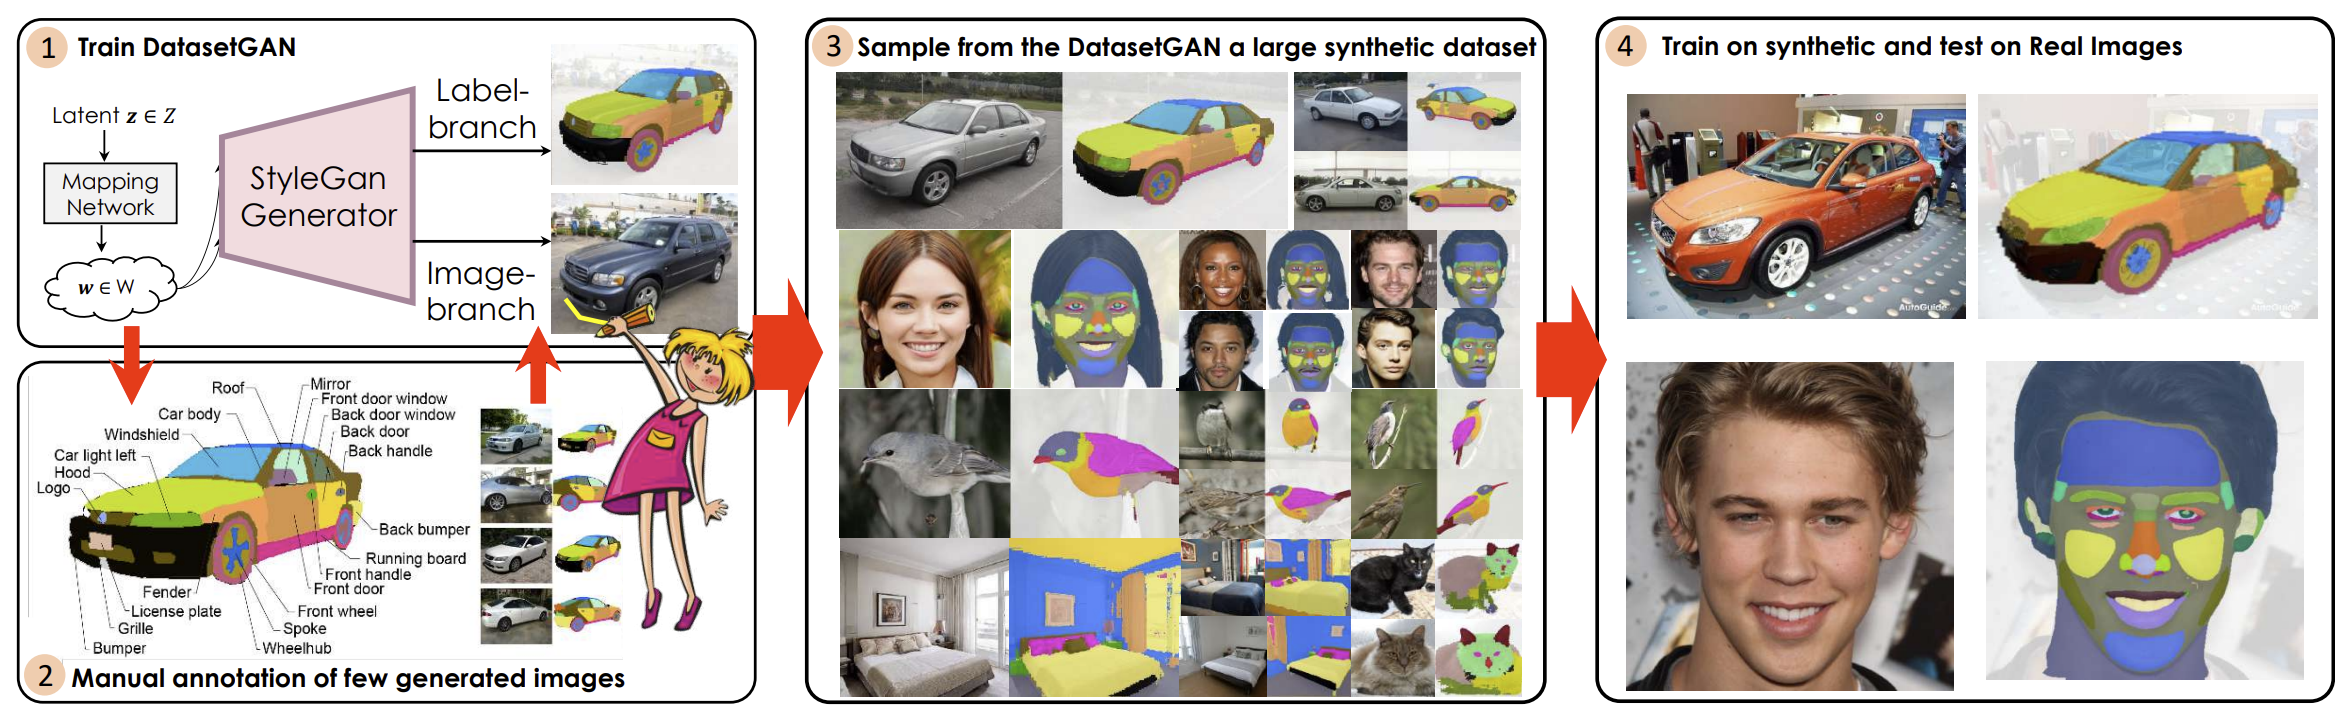 1 Train DatasetGAN
Latent z ∈ Z
Mapping
Network
w ∈ W
StyleGan
Generator
Label-
branch
Image-
branch
Roof
Mirror
Front door window
Car body
Back door window
Windshield
Back door
Car light left
Back handle
Hood
Logo
Back bumper
Running board
Front handle
Front door
Fender
License plate
Front wheel
Grille
Spoke
Bumper
Wheelhub
2 Manual annotation of few generated images
3 Sample from the DatasetGAN a large synthetic dataset
4 Train on synthetic and test on Real Images
AutoGuide
AutoGuide